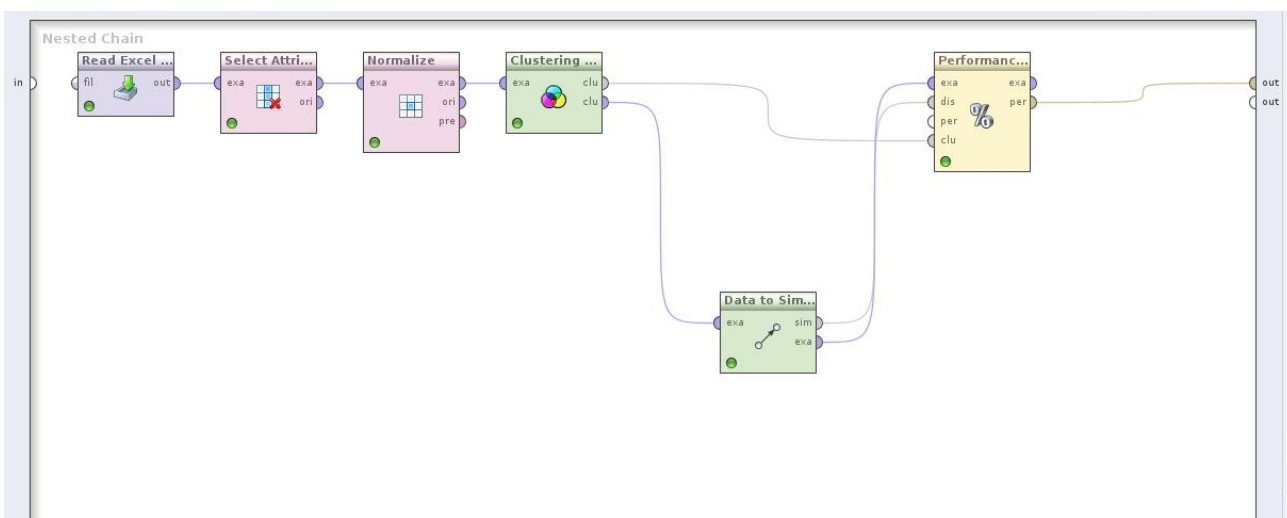 Nested Chain
Read Excel ...
fil
out
Select Attri...
exa
exa
ori
Normalize
exa
exa
ori
pre
Clustering ...
exa
clu
clu
Performanc...
exa
exa
dis
per
per
clu
in
out
out
Data to Sim...
exa
sim
exa